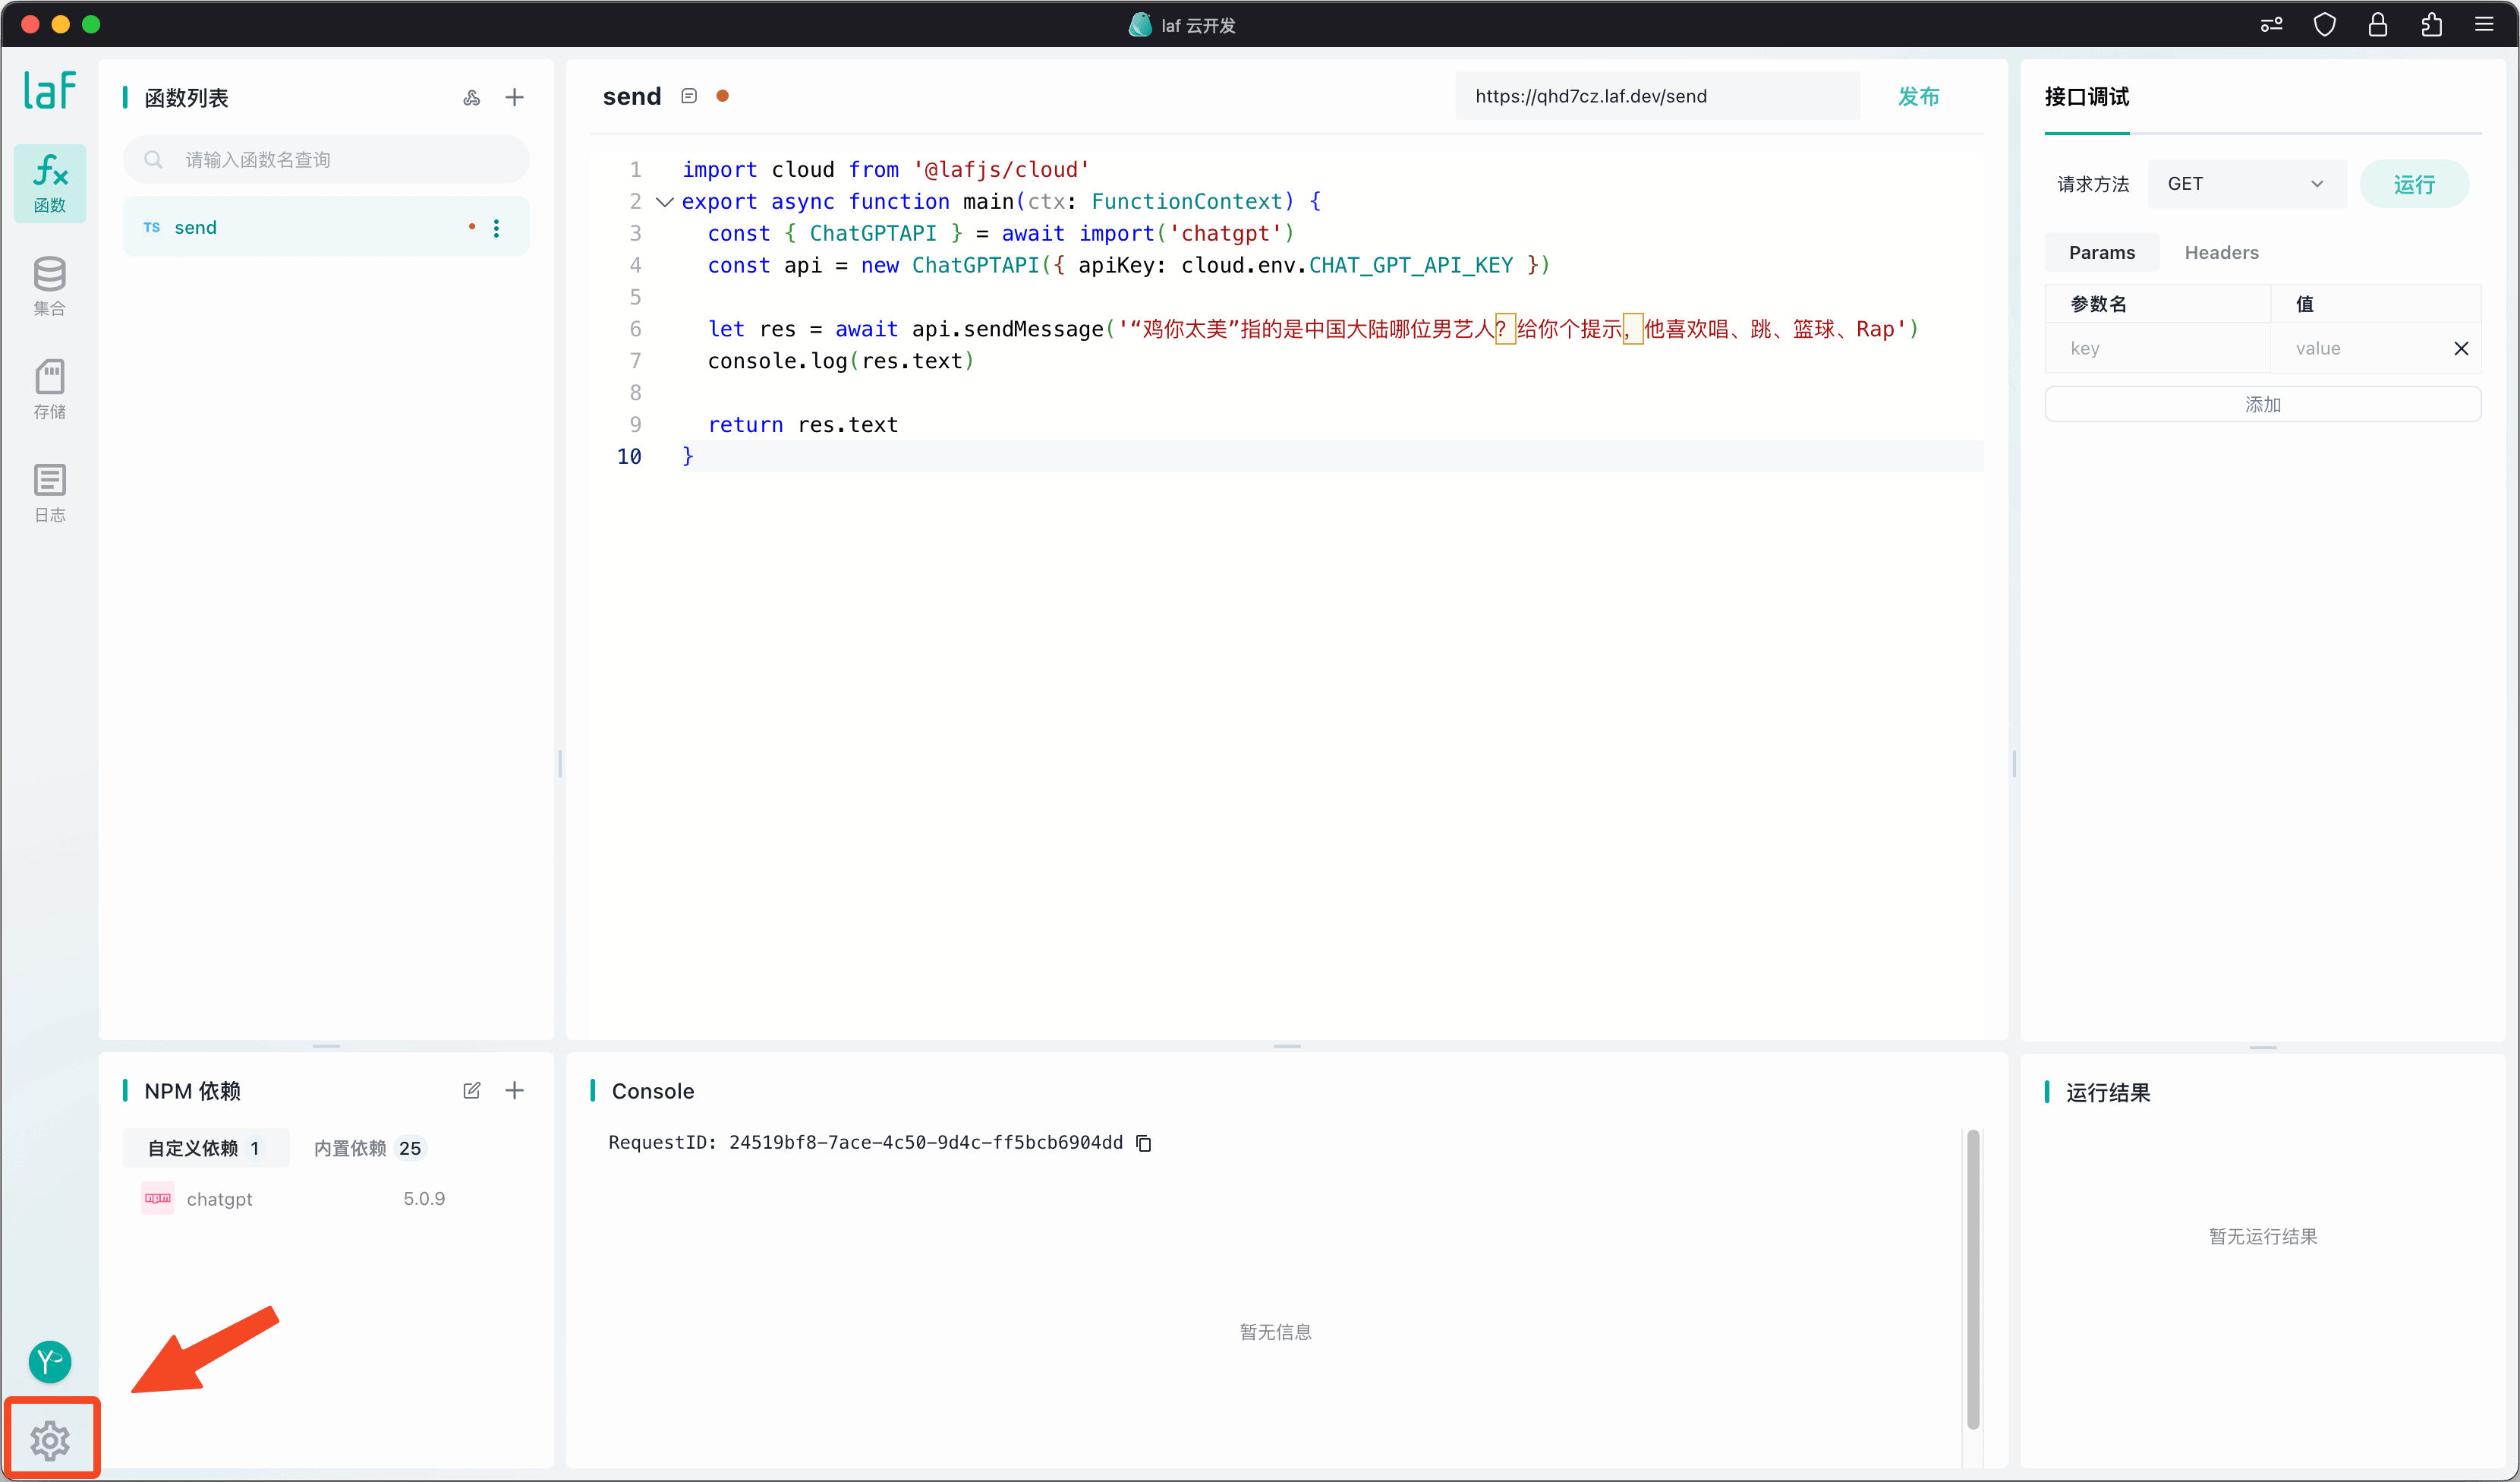 laf 云开发
laf
函数
集合
存储
日志
函数列表
请输入函数名查询
TS send
send
https://qhd7cz.laf.dev/send
发布
1 import cloud from '@lafjs/cloud'
2 export async function main(ctx: FunctionContext) {
3 const { ChatGPTAPI } = await import('chatgpt')
4 const api = new ChatGPTAPI({ apiKey: cloud.env.CHAT_GPT_API_KEY })
5
6 let res = await api.sendMessage('“鸡你太美”指的是中国大陆哪位男艺人？给你个提示，他喜欢唱、跳、篮球、Rap')
7 console.log(res.text)
8
9 return res.text
10 }
接口调试
请求方法 GET 运行
Params Headers
参数名 值
key value
添加
NPM 依赖
自定义依赖 1 内置依赖 25
npm chatgpt 5.0.9
Console
RequestID: 24519bf8-7ace-4c50-9d4c-ff5bcb6904dd
暂无信息
运行结果
暂无运行结果